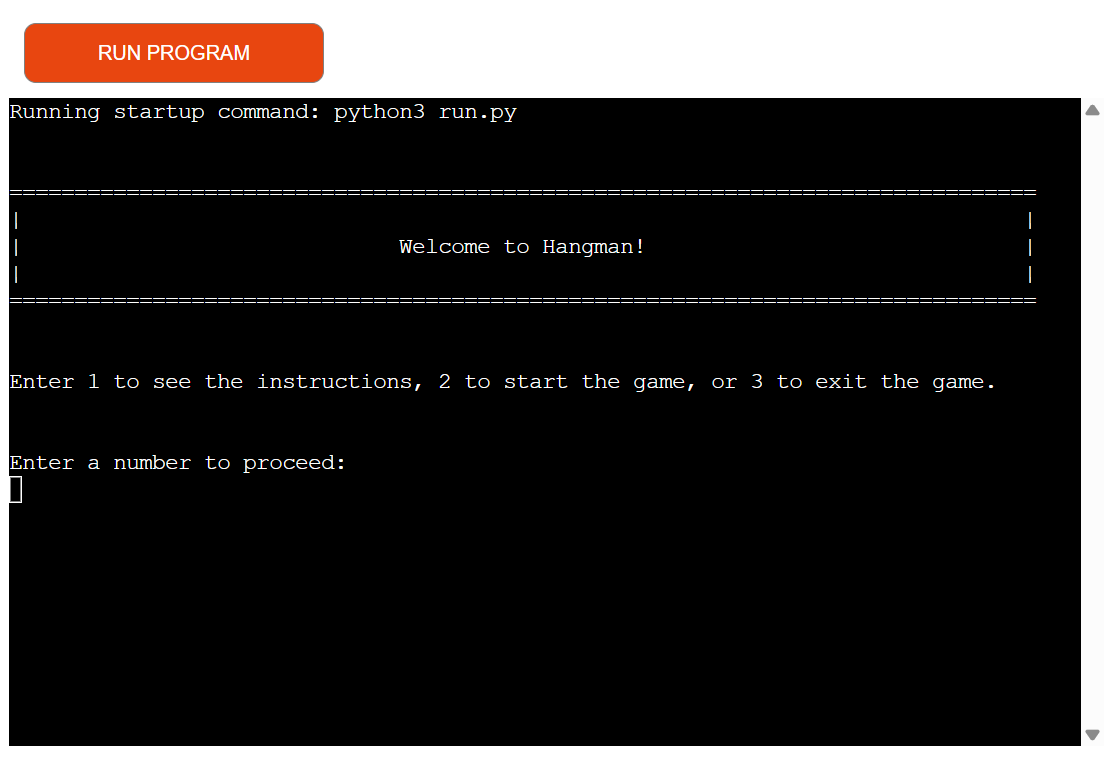 RUN PROGRAM
Running startup command: python3 run.py
===============================================================================
|                                                                             |
|                             Welcome to Hangman!                             |
|                                                                             |
===============================================================================
Enter 1 to see the instructions, 2 to start the game, or 3 to exit the game.
Enter a number to proceed: